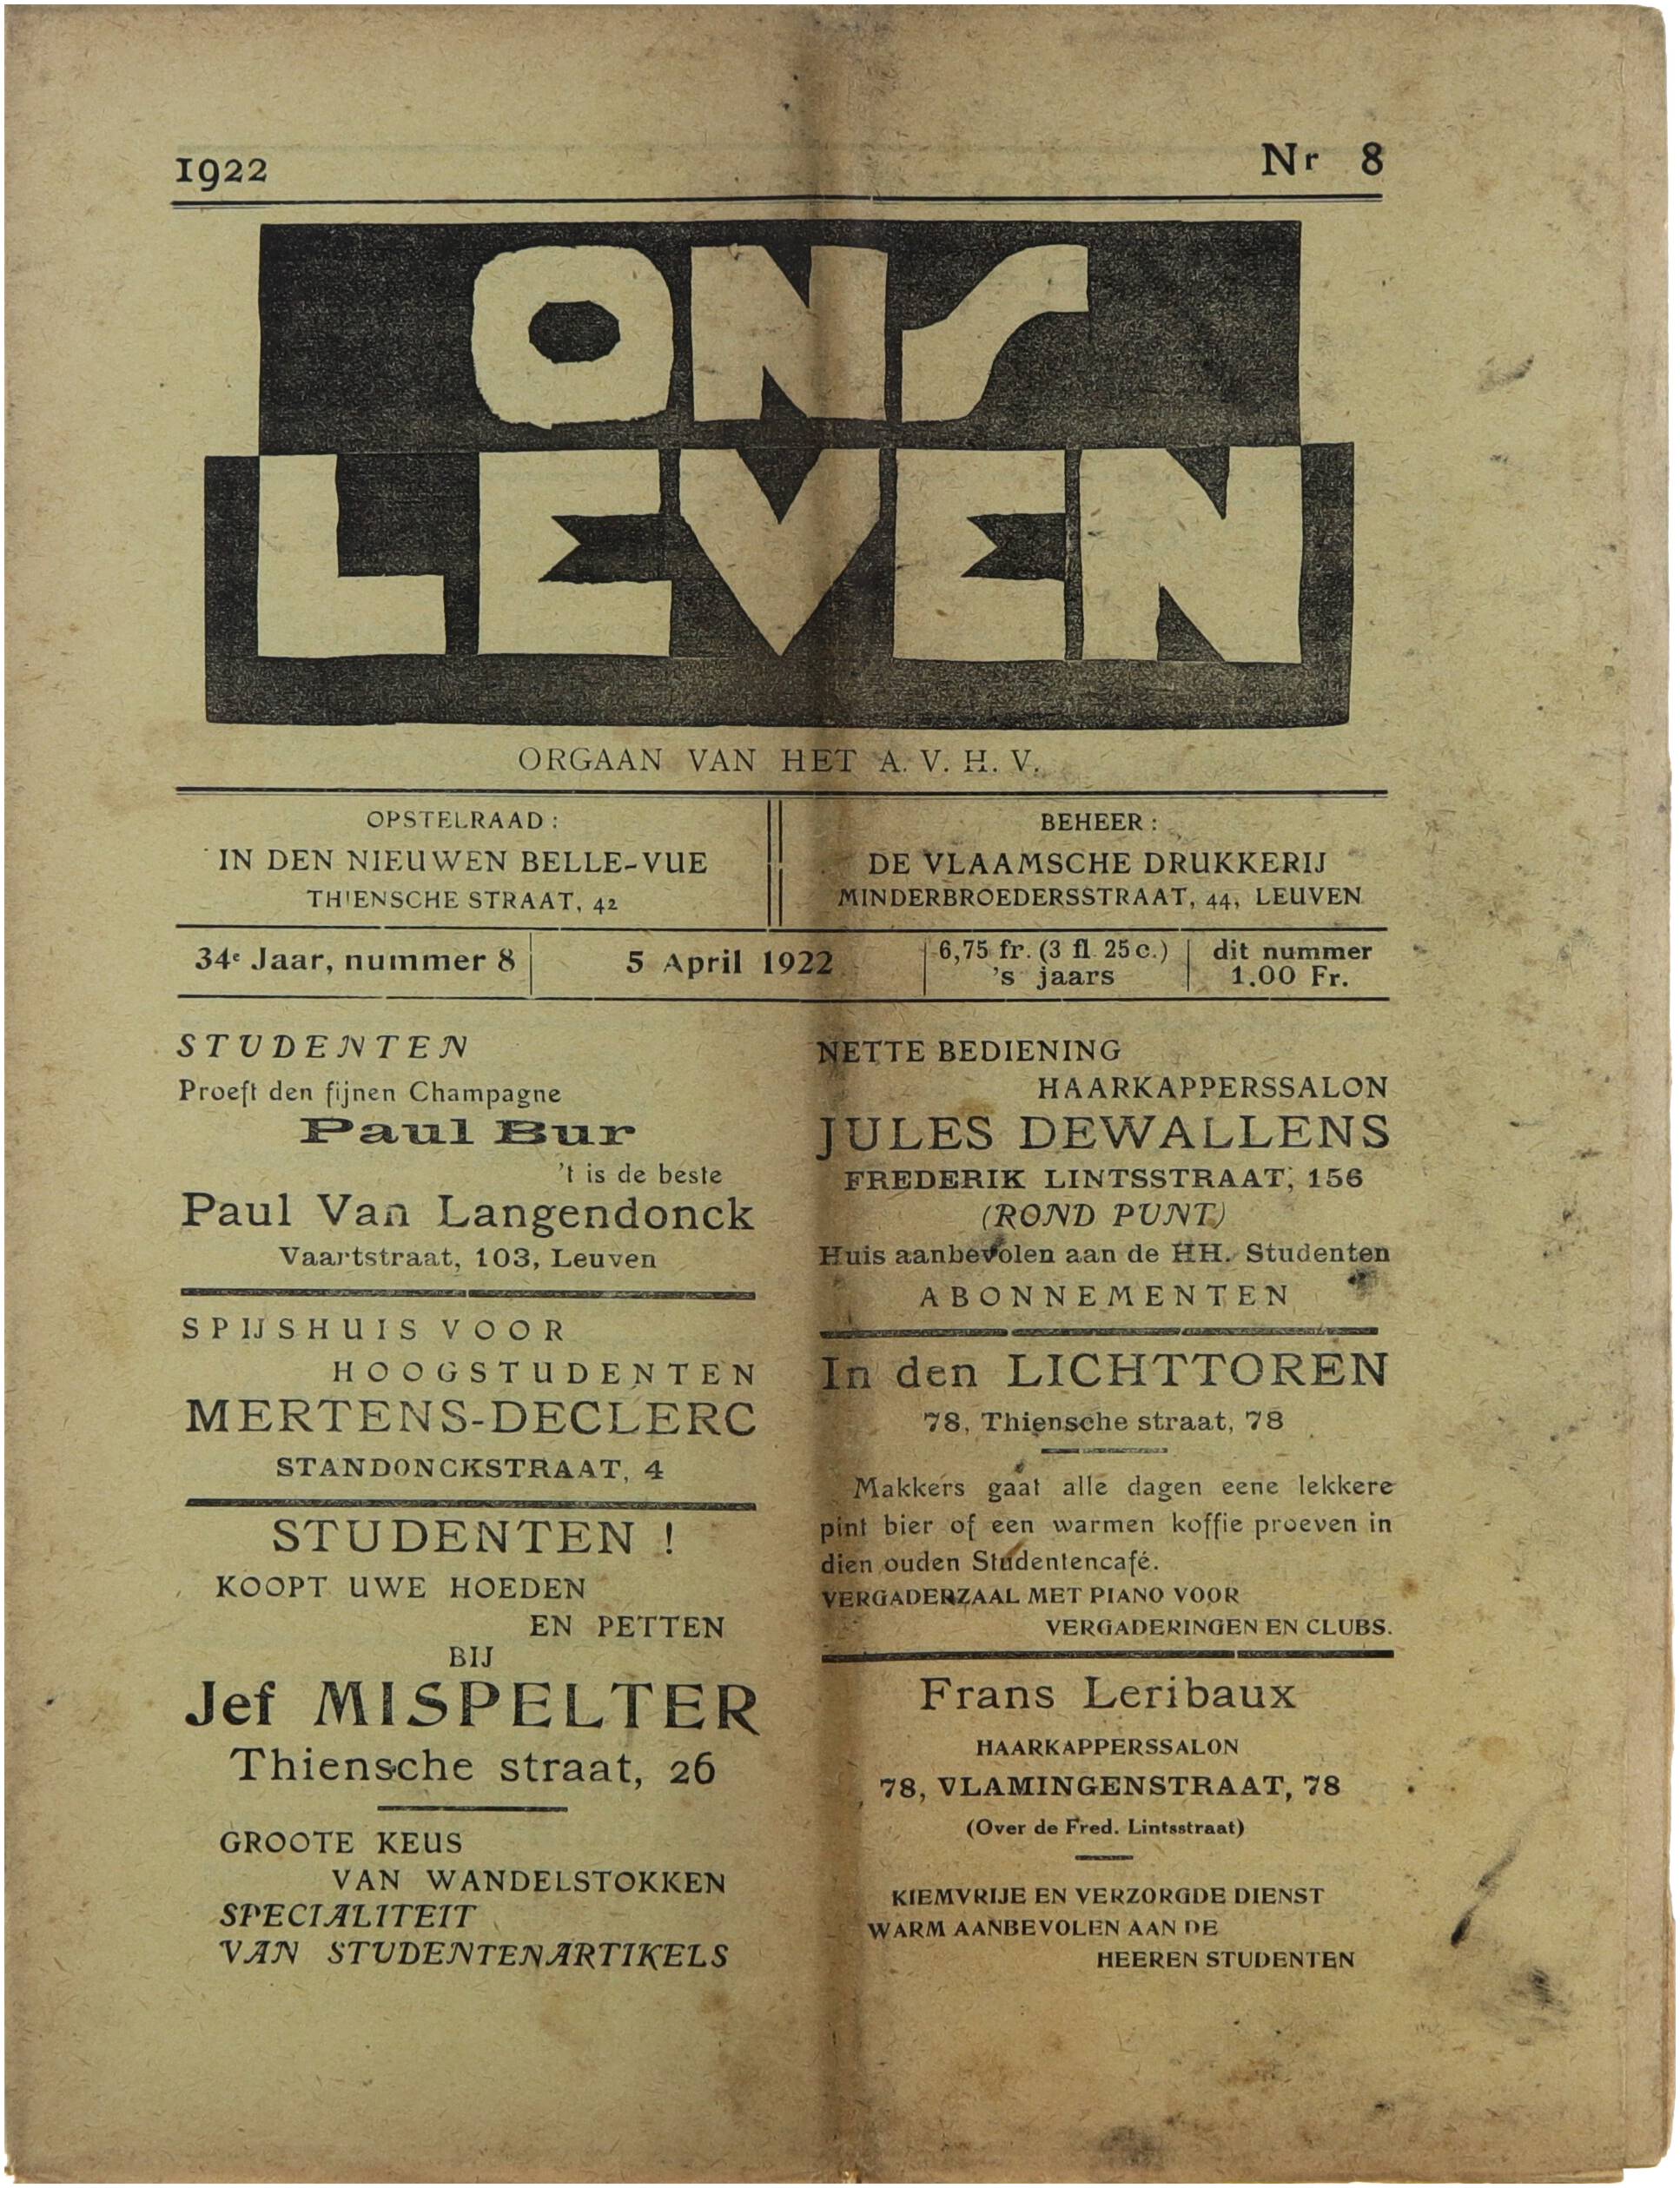 1922
Nr 8
ONS
LEVEN
ORGAAN VAN HET A. V. H. V.
OPSTELRAAD :
IN DEN NIEUWEN BELLE-VUE
THIENSCHE STRAAT, 42
BEHEER :
DE VLAAMSCHE DRUKKERIJ
MINDERBROEDERSSTRAAT, 44, LEUVEN
34e Jaar, nummer 8
5 April 1922
6,75 fr. (3 fl. 25 c.)
's jaars
dit nummer
1.00 Fr.
STUDENTEN
Proeft den fijnen Champagne
Paul Bur
't is de beste
Paul Van Langendonck
Vaartstraat, 103, Leuven
SPIJSHUIS VOOR
HOOGSTUDENTEN
MERTENS-DECLERC
STANDONCKSTRAAT, 4
STUDENTEN !
KOOPT UWE HOEDEN
EN PETTEN
BIJ
Jef MISPELTER
Thiensche straat, 26
GROOTE KEUS
VAN WANDELSTOKKEN
SPECIALITEIT
VAN STUDENTENARTIKELS
NETTE BEDIENING
HAARKAPPERSSALON
JULES DEWALLENS
FREDERIK LINTSSTRAAT, 156
(ROND PUNT)
Huis aanbevolen aan de HH. Studenten
ABONNEMENTEN
In den LICHTTOREN
78, Thiensche straat, 78
Makkers gaat alle dagen eene lekkere
pint bier of een warmen koffie proeven in
dien ouden Studentencafé.
VERGADERZAAL MET PIANO VOOR
VERGADERINGEN EN CLUBS.
Frans Leribaux
HAARKAPPERSSALON
78, VLAMINGENSTRAAT, 78
(Over de Fred. Lintsstraat)
KIEMVRIJE EN VERZORGDE DIENST
WARM AANBEVOLEN AAN DE
HEEREN STUDENTEN